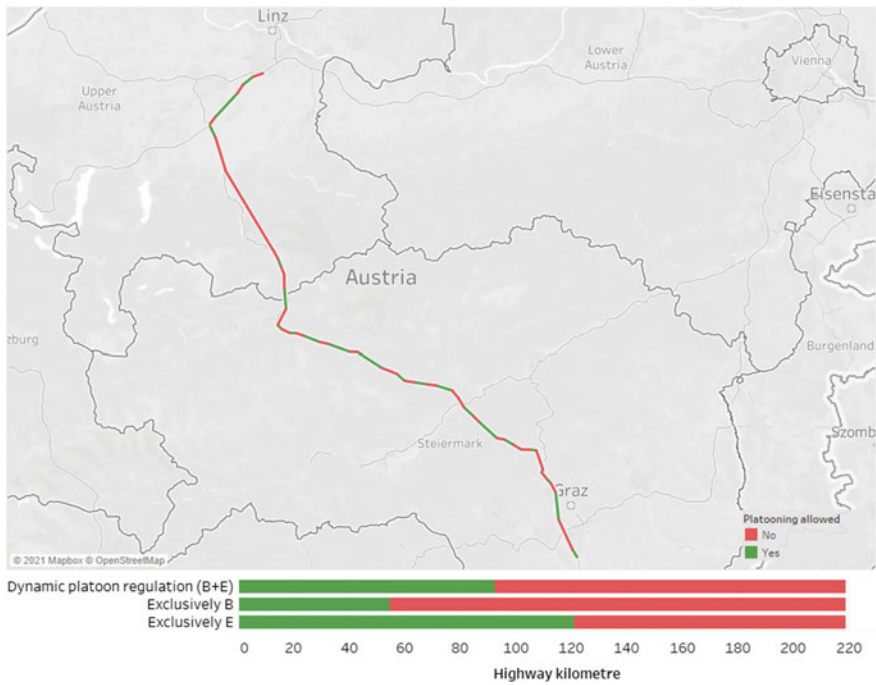 Linz
Lower
Austria
Vienna
Upper
Austria
Eisensta
Austria
zburg
Burgenland
Steiermark
Szomb
Graz
Platooning allowed
No
Yes
© 2021 Mapbox © OpenStreetMap
Dynamic platoon regulation (B+E)
Exclusively B
Exclusively E
0 20 40 60 80 100 120 140 160 180 200 220
Highway kilometre